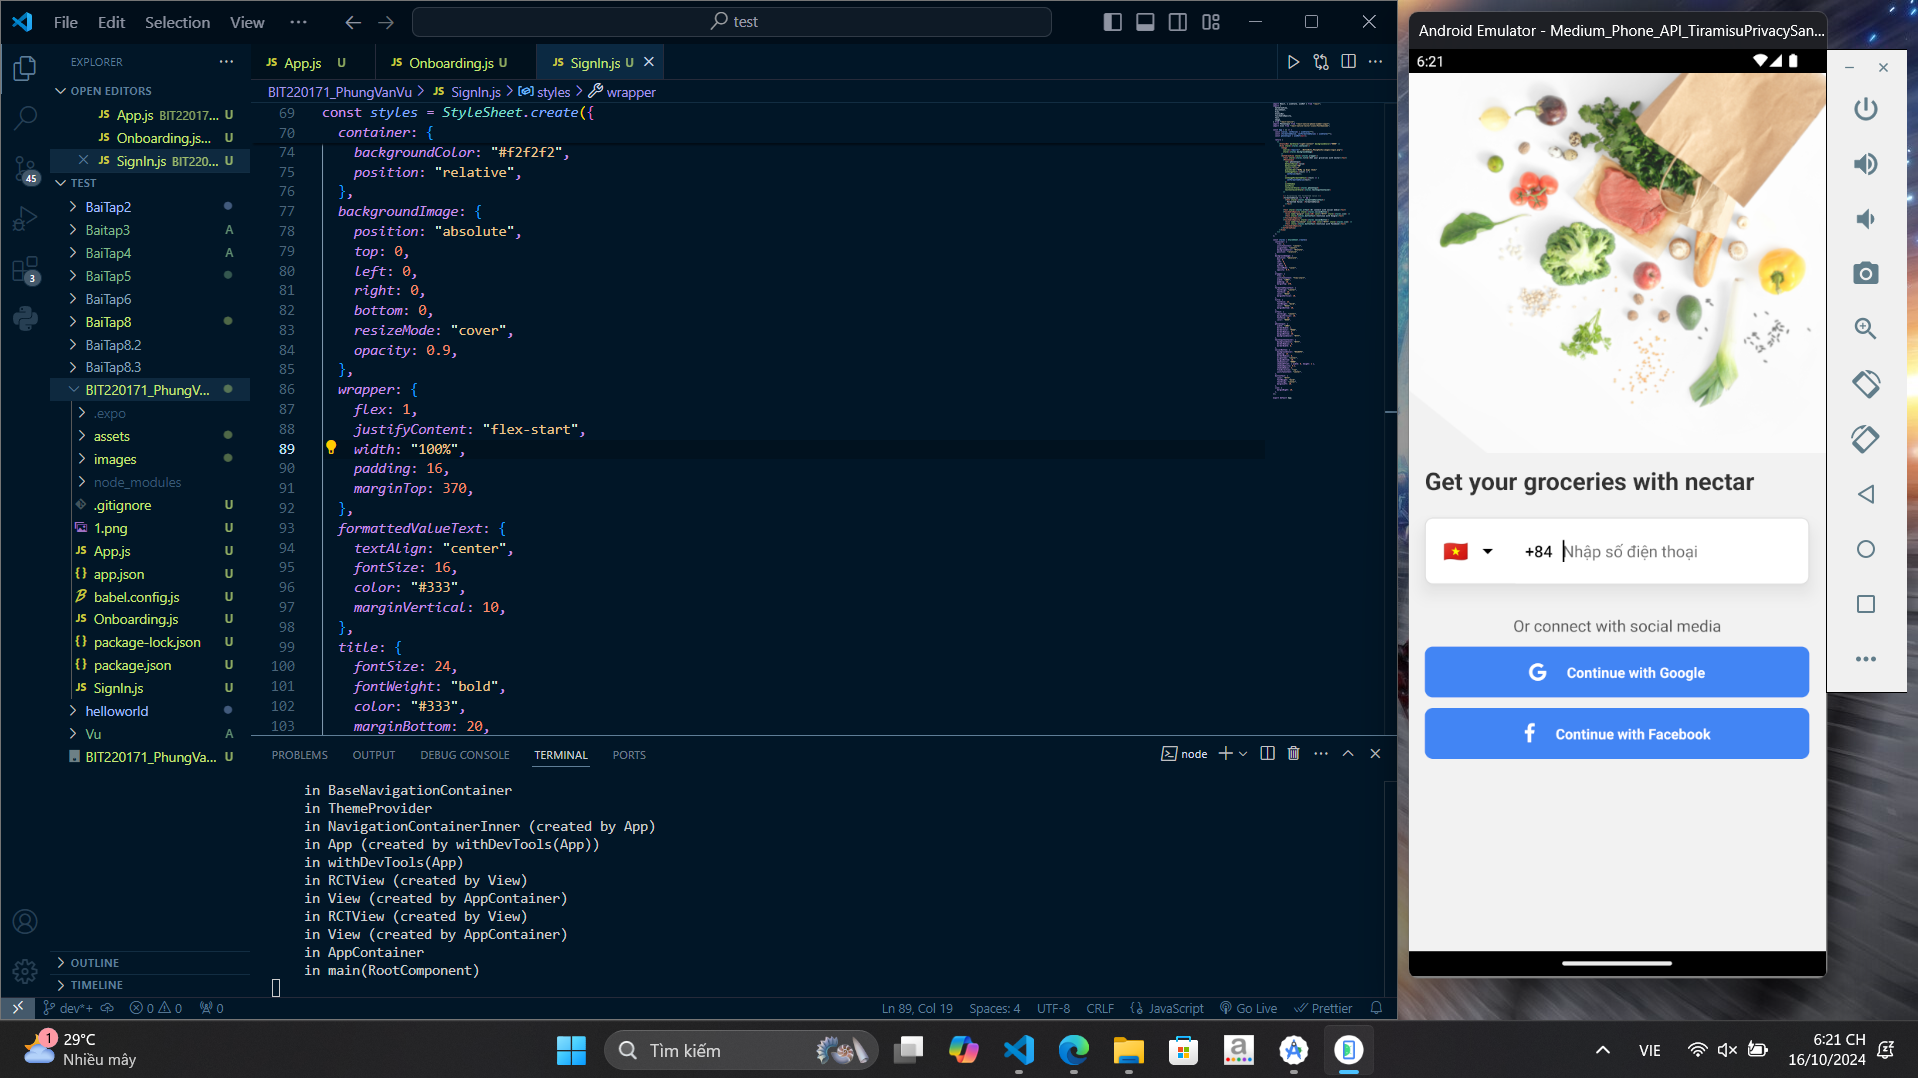 File Edit Selection View ··· test
EXPLORER
OPEN EDITORS
App.js BIT22017... U
Onboarding.js... U
SignIn.js BIT220... U
TEST
BaiTap2
Baitap3 A
BaiTap4 A
BaiTap5
BaiTap6
BaiTap8
BaiTap8.2
BaiTap8.3
BIT220171_PhungV...
.expo
assets
images
node_modules
.gitignore U
1.png U
App.js U
app.json U
babel.config.js U
Onboarding.js U
package-lock.json U
package.json U
SignIn.js U
helloworld
Vu A
BIT220171_PhungVa... U
OUTLINE
TIMELINE
45
3
JS App.js U JS Onboarding.js U JS SignIn.js U
BIT220171_PhungVanVu > JS SignIn.js > styles > wrapper
69 const styles = StyleSheet.create({
70 container: {
74 backgroundColor: "#f2f2f2",
75 position: "relative",
76 },
77 backgroundImage: {
78 position: "absolute",
79 top: 0,
80 left: 0,
81 right: 0,
82 bottom: 0,
83 resizeMode: "cover",
84 opacity: 0.9,
85 },
86 wrapper: {
87 flex: 1,
88 justifyContent: "flex-start",
89 width: "100%",
90 padding: 16,
91 marginTop: 370,
92 },
93 formattedValueText: {
94 textAlign: "center",
95 fontSize: 16,
96 color: "#333",
97 marginVertical: 10,
98 },
99 title: {
100 fontSize: 24,
101 fontWeight: "bold",
102 color: "#333",
103 marginBottom: 20,
PROBLEMS OUTPUT DEBUG CONSOLE TERMINAL PORTS node
in BaseNavigationContainer
in ThemeProvider
in NavigationContainerInner (created by App)
in App (created by withDevTools(App))
in withDevTools(App)
in RCTView (created by View)
in View (created by AppContainer)
in RCTView (created by View)
in View (created by AppContainer)
in AppContainer
in main(RootComponent)
dev*+ 0 0 0 Ln 89, Col 19 Spaces: 4 UTF-8 CRLF {} JavaScript Go Live Prettier
Android Emulator - Medium_Phone_API_TiramisuPrivacySan...
6:21
Get your groceries with nectar
+84 Nhập số điện thoại
Or connect with social media
G Continue with Google
f Continue with Facebook
1
29°C
Nhiều mây
Tìm kiếm
VIE
6:21 CH
16/10/2024